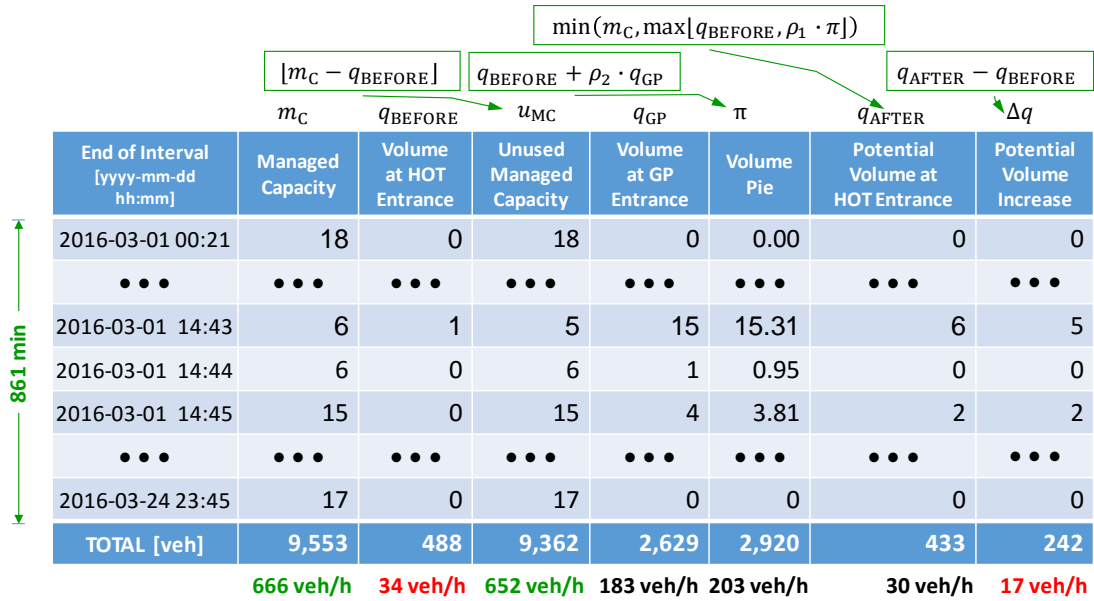 min(m_C, max⌊q_BEFORE, ρ₁ · π⌋)
⌊m_C − q_BEFORE⌋ q_BEFORE + ρ₂ · q_GP q_AFTER − q_BEFORE
m_C q_BEFORE u_MC q_GP π q_AFTER Δq
End of Interval [yyyy-mm-dd hh:mm] Managed Capacity Volume at HOT Entrance Unused Managed Capacity Volume at GP Entrance Volume Pie Potential Volume at HOT Entrance Potential Volume Increase
2016-03-01 00:21 18 0 18 0 0.00 0 0
●●● ●●● ●●● ●●● ●●● ●●● ●●● ●●●
2016-03-01 14:43 6 1 5 15 15.31 6 5
2016-03-01 14:44 6 0 6 1 0.95 0 0
2016-03-01 14:45 15 0 15 4 3.81 2 2
●●● ●●● ●●● ●●● ●●● ●●● ●●● ●●●
2016-03-24 23:45 17 0 17 0 0 0 0
TOTAL [veh] 9,553 488 9,362 2,629 2,920 433 242
666 veh/h 34 veh/h 652 veh/h 183 veh/h 203 veh/h 30 veh/h 17 veh/h
861 min